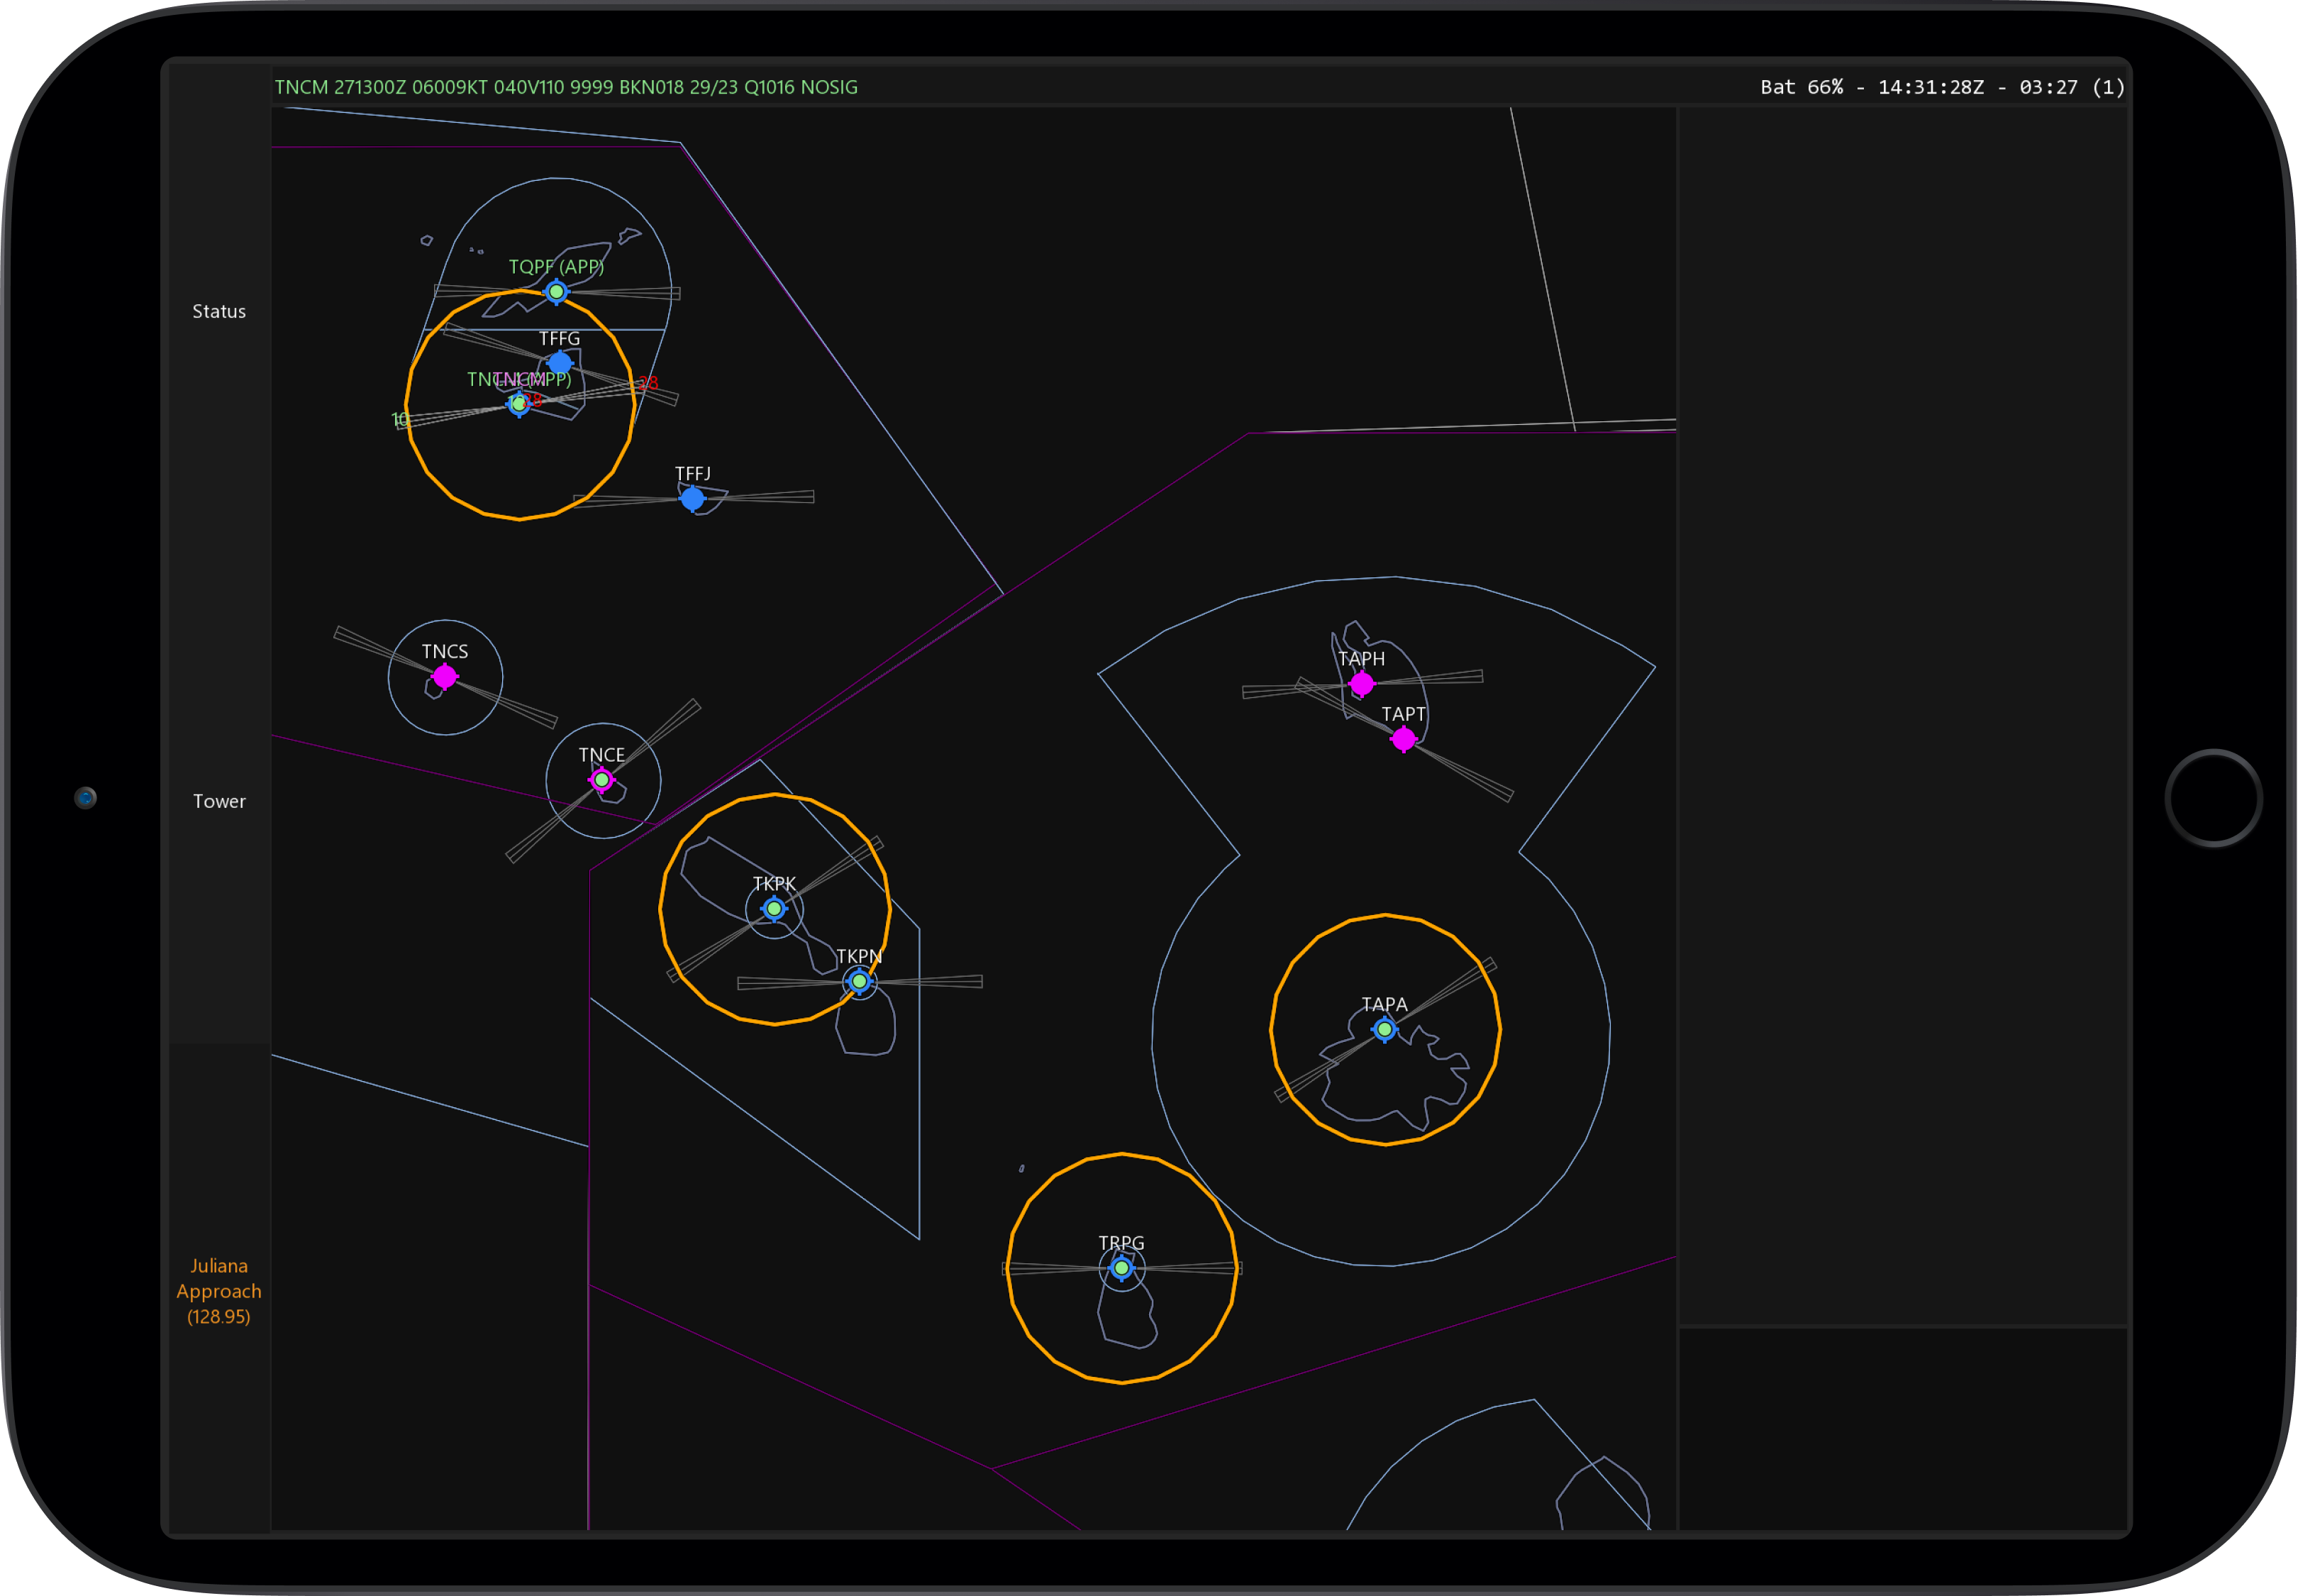 TNCM 271300Z 06009KT 040V110 9999 BKN018 29/23 Q1016 NOSIG
Bat 66% - 14:31:28Z - 03:27 (1)
Status
Tower
Juliana
Approach
(128.95)
TQPF (APP)
TFFG
TNCM
28
28
10
TFFJ
TNCS
TNCE
TAPH
TAPT
TKPK
TKPN
TAPA
TRPG